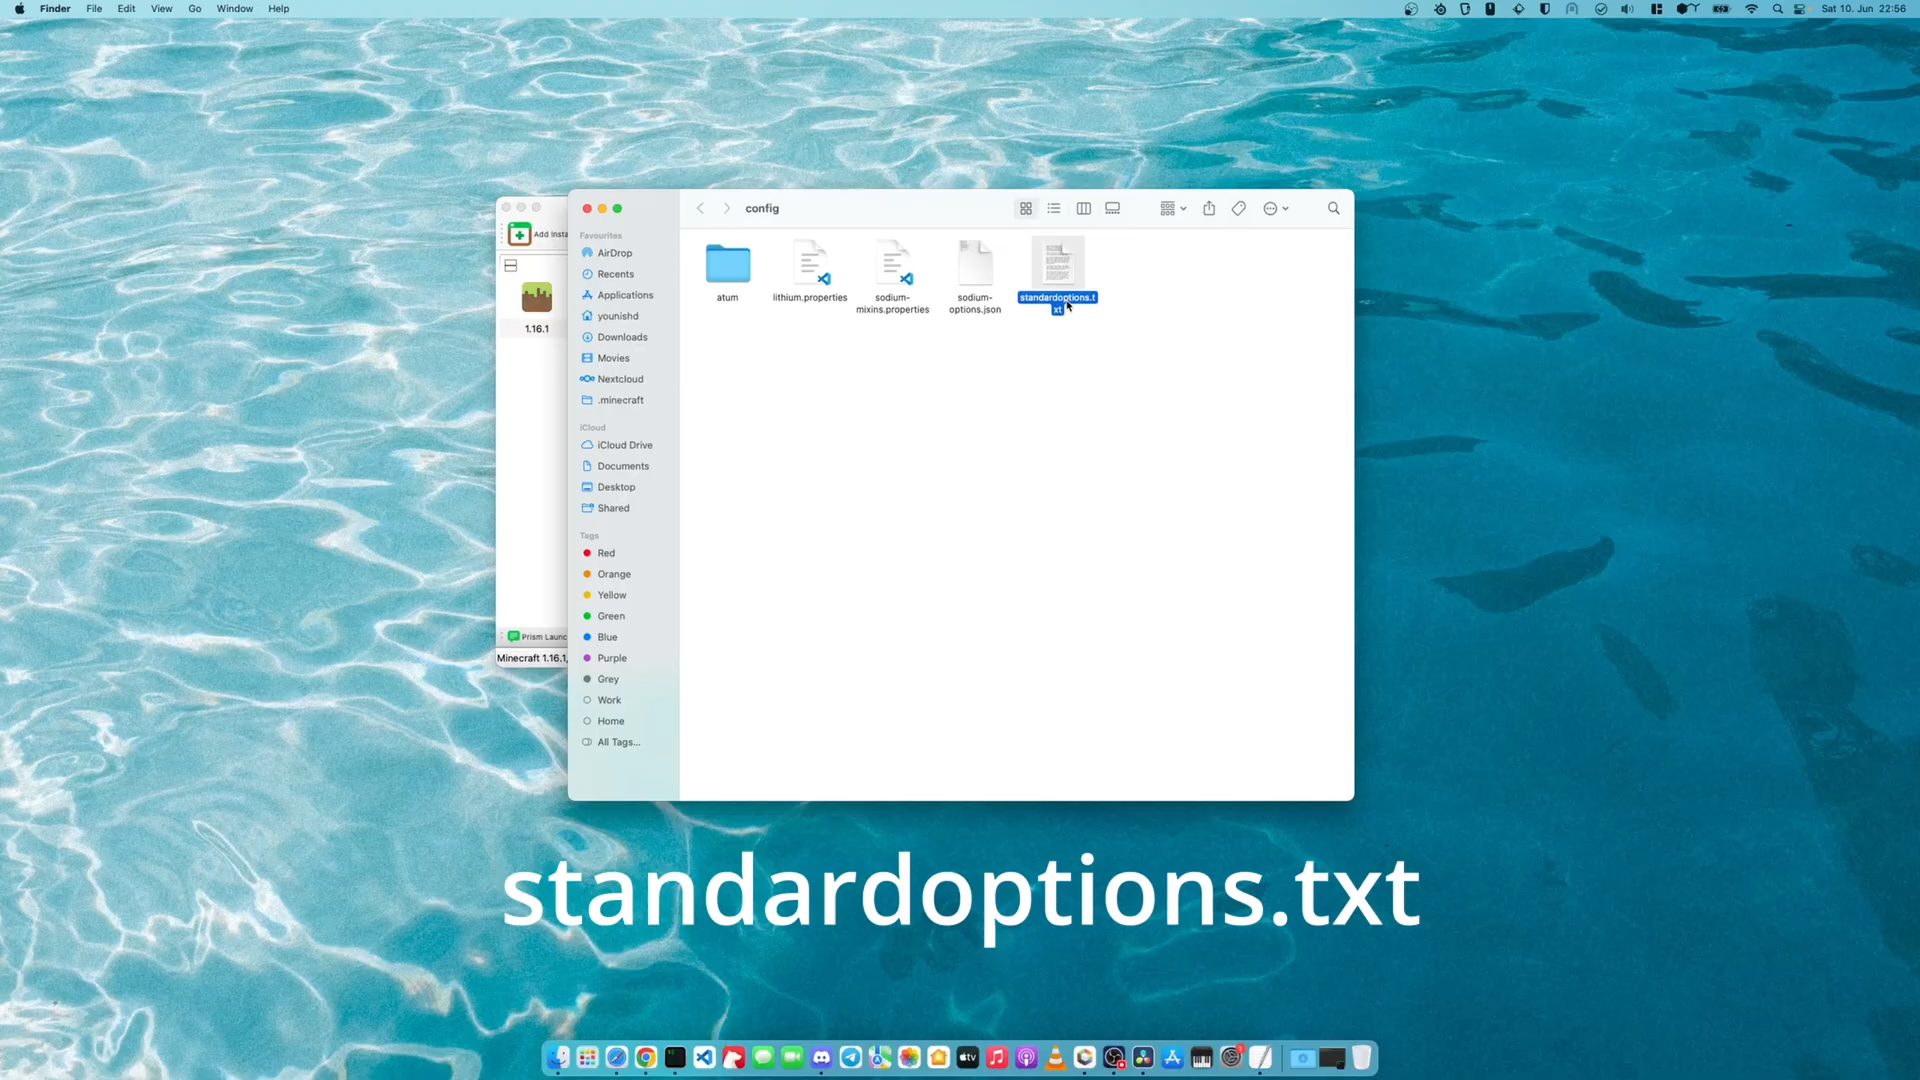 Finder File Edit View Go Window Help
Sat 10. Jun 22:56
config
Add Insta
1.16.1
Prism Launc
Minecraft 1.16.1,
Favourites
AirDrop
Recents
Applications
younishd
Downloads
Movies
Nextcloud
.minecraft
iCloud
iCloud Drive
Documents
Desktop
Shared
Tags
Red
Orange
Yellow
Green
Blue
Purple
Grey
Work
Home
All Tags...
atum
lithium.properties
sodium-
mixins.properties
sodium-
options.json
standardoptions.t
xt
standardoptions.txt
tv